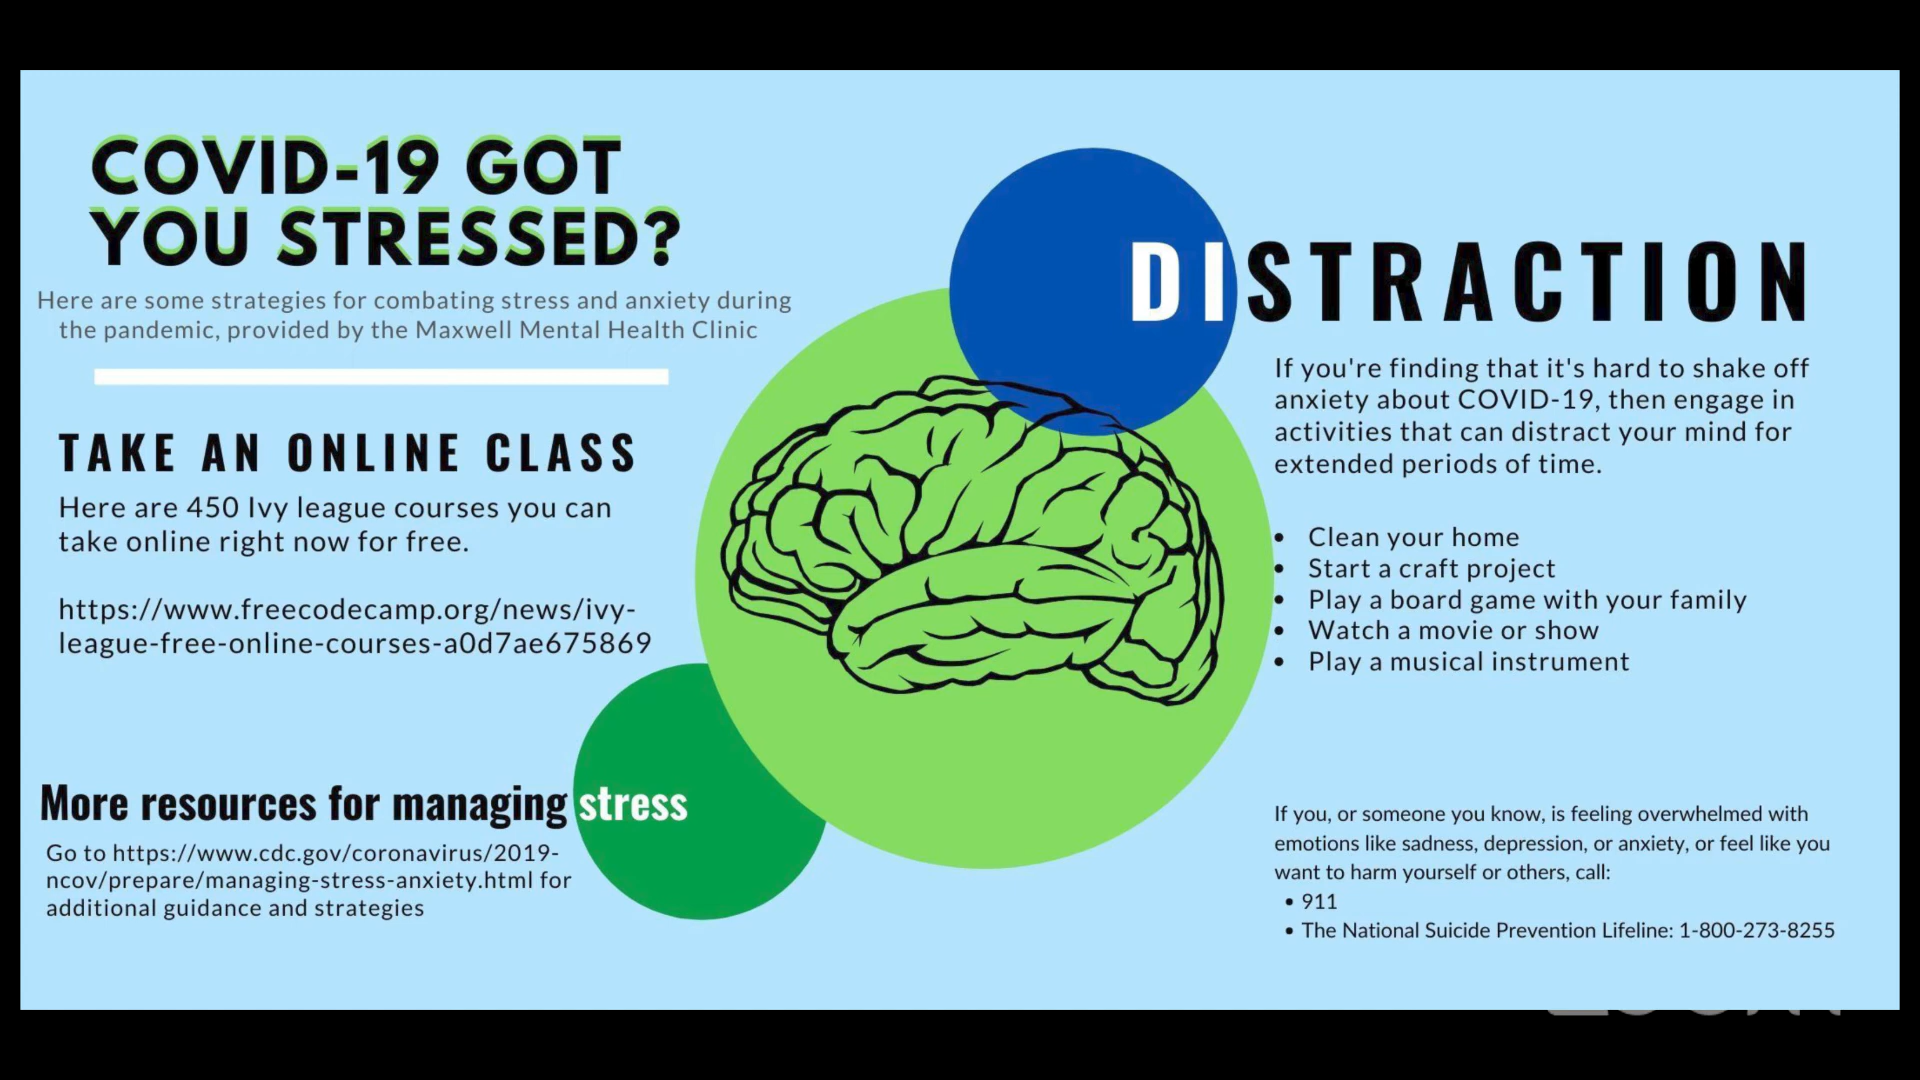 COVID-19 GOT
YOU STRESSED?
Here are some strategies for combating stress and anxiety during
the pandemic, provided by the Maxwell Mental Health Clinic
TAKE AN ONLINE CLASS
Here are 450 Ivy league courses you can
take online right now for free.
https://www.freecodecamp.org/news/ivy-
league-free-online-courses-a0d7ae675869
More resources for managing stress
Go to https://www.cdc.gov/coronavirus/2019-
ncov/prepare/managing-stress-anxiety.html for
additional guidance and strategies
DISTRACTION
If you're finding that it's hard to shake off
anxiety about COVID-19, then engage in
activities that can distract your mind for
extended periods of time.
• Clean your home
• Start a craft project
• Play a board game with your family
• Watch a movie or show
• Play a musical instrument
If you, or someone you know, is feeling overwhelmed with
emotions like sadness, depression, or anxiety, or feel like you
want to harm yourself or others, call:
• 911
• The National Suicide Prevention Lifeline: 1-800-273-8255